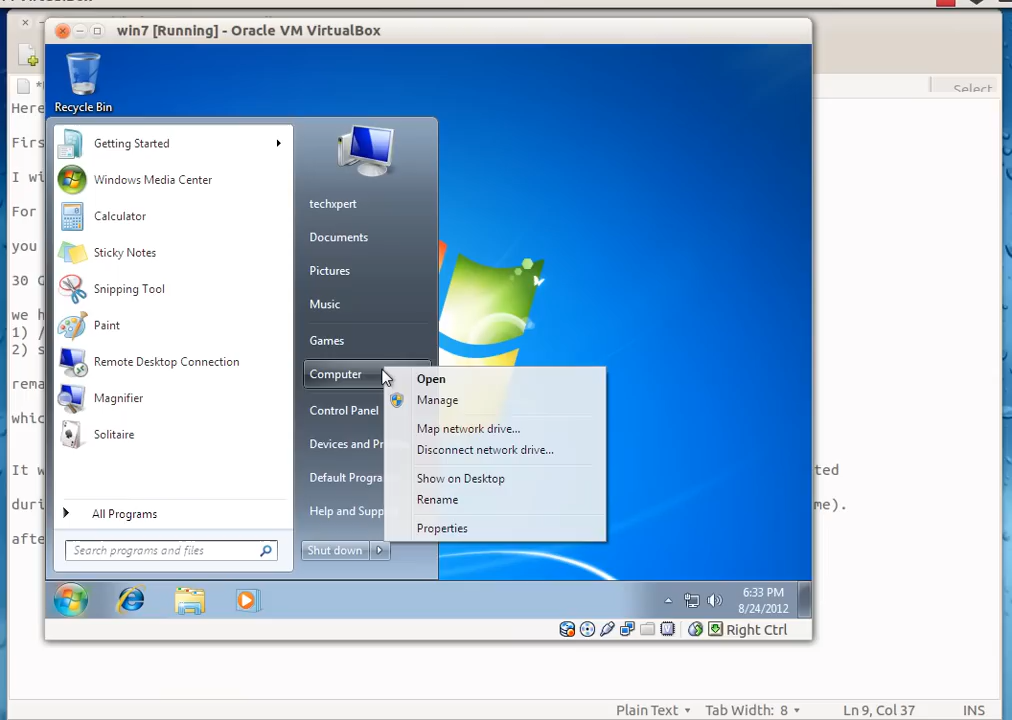 win7 [Running] - Oracle VM VirtualBox
Recycle Bin
Select
Here
Firs
I wi
For
you
30 G
we h
1) /
2) s
rema
whic
It w
ted
duri
me).
afte
Getting Started
Windows Media Center
Calculator
Sticky Notes
Snipping Tool
Paint
Remote Desktop Connection
Magnifier
Solitaire
All Programs
Search programs and files
techxpert
Documents
Pictures
Music
Games
Computer
Control Panel
Devices and Pr
Default Progra
Help and Supp
Shut down
Open
Manage
Map network drive...
Disconnect network drive...
Show on Desktop
Rename
Properties
6:33 PM
8/24/2012
Right Ctrl
Plain Text Tab Width: 8 Ln 9, Col 37 INS